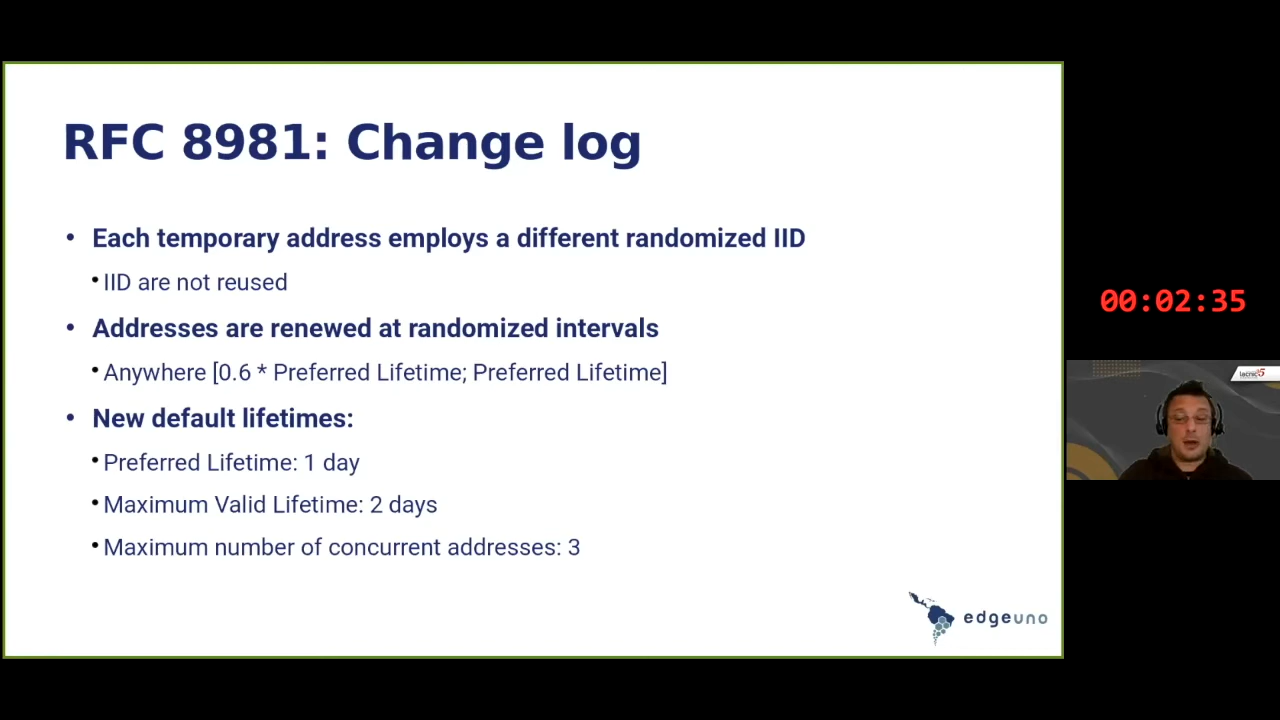 RFC 8981: Change log
• Each temporary address employs a different randomized IID
• IID are not reused
• Addresses are renewed at randomized intervals
• Anywhere [0.6 * Preferred Lifetime; Preferred Lifetime]
• New default lifetimes:
• Preferred Lifetime: 1 day
• Maximum Valid Lifetime: 2 days
• Maximum number of concurrent addresses: 3
edgeuno
00:02:35
lacnic35